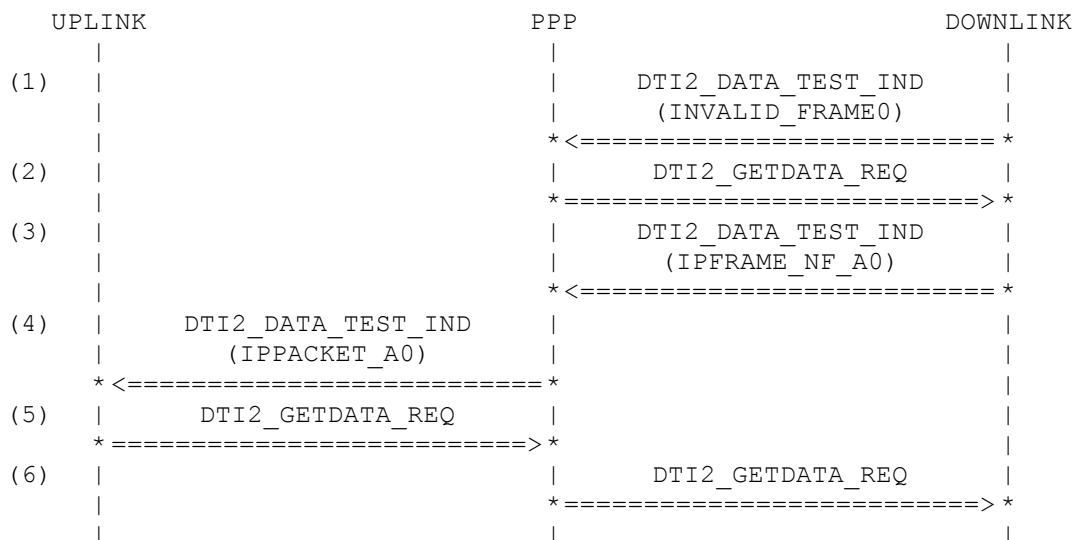 UPLINK PPP DOWNLINK
| | |
(1) | | DTI2_DATA_TEST_IND |
| | (INVALID_FRAME0) |
| *<==========================*
(2) | | DTI2_GETDATA_REQ |
| *==========================>*
(3) | | DTI2_DATA_TEST_IND |
| | (IPFRAME_NF_A0) |
| *<==========================*
(4) | DTI2_DATA_TEST_IND | |
| (IPPACKET_A0) | |
*<==========================* |
(5) | DTI2_GETDATA_REQ | |
*==========================>* |
(6) | | DTI2_GETDATA_REQ |
| *==========================>*
| | |